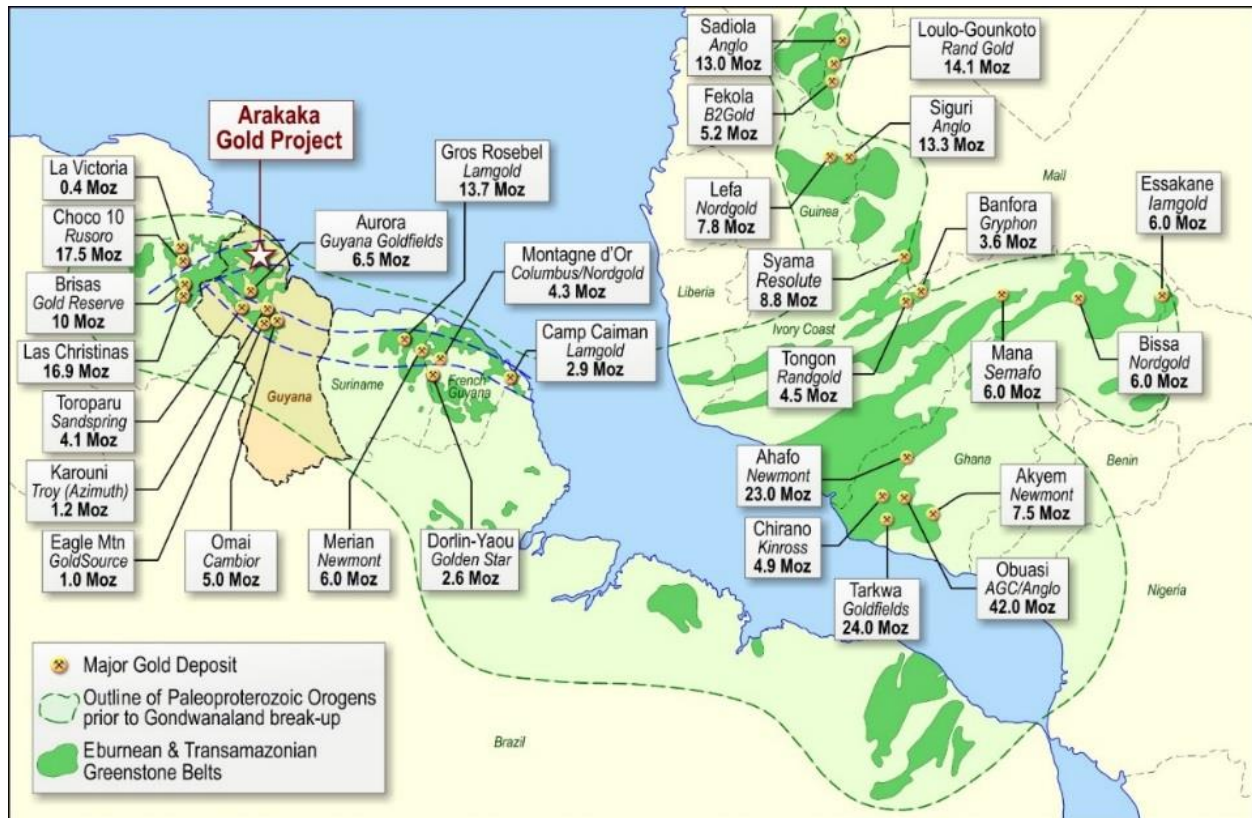 Arakaka
Gold Project
La Victoria
0.4 Moz
Choco 10
Rusoro
17.5 Moz
Brisas
Gold Reserve
10 Moz
Las Christinas
16.9 Moz
Toroparu
Sandspring
4.1 Moz
Karouni
Troy (Azimuth)
1.2 Moz
Eagle Mtn
GoldSource
1.0 Moz
Omai
Cambior
5.0 Moz
Aurora
Guyana Goldfields
6.5 Moz
Gros Rosebel
Lamgold
13.7 Moz
Montagne d'Or
Columbus/Nordgold
4.3 Moz
Camp Caiman
Lamgold
2.9 Moz
Merian
Newmont
6.0 Moz
Dorlin-Yaou
Golden Star
2.6 Moz
Guyana
Suriname
French
Guyana
Brazil
Sadiola
Anglo
13.0 Moz
Loulo-Gounkoto
Rand Gold
14.1 Moz
Fekola
B2Gold
5.2 Moz
Siguri
Anglo
13.3 Moz
Lefa
Nordgold
7.8 Moz
Guinea
Mail
Banfora
Gryphon
3.6 Moz
Essakane
Iamgold
6.0 Moz
Syama
Resolute
8.8 Moz
Liberia
Ivory Coast
Tongon
Randgold
4.5 Moz
Mana
Semafo
6.0 Moz
Bissa
Nordgold
6.0 Moz
Ahafo
Newmont
23.0 Moz
Ghana
Benin
Akyem
Newmont
7.5 Moz
Chirano
Kinross
4.9 Moz
Obuasi
AGC/Anglo
42.0 Moz
Tarkwa
Goldfields
24.0 Moz
Nigeria
Major Gold Deposit
Outline of Paleoproterozoic Orogens
prior to Gondwanaland break-up
Eburnean & Transamazonian
Greenstone Belts